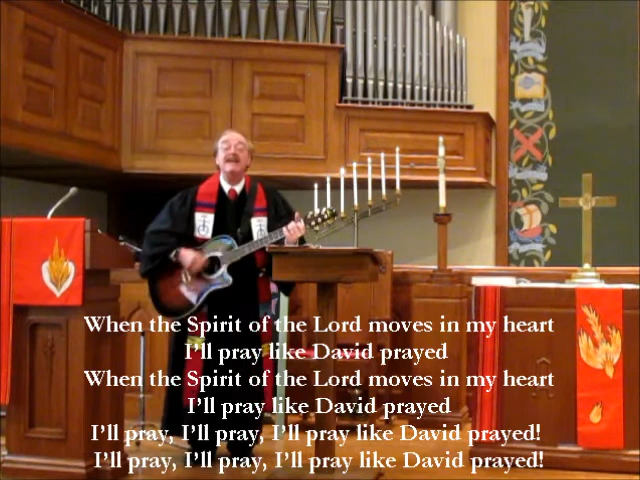 When the Spirit of the Lord moves in my heart
I'll pray like David prayed
When the Spirit of the Lord moves in my heart
I'll pray like David prayed
I'll pray, I'll pray, I'll pray like David prayed!
I'll pray, I'll pray, I'll pray like David prayed!